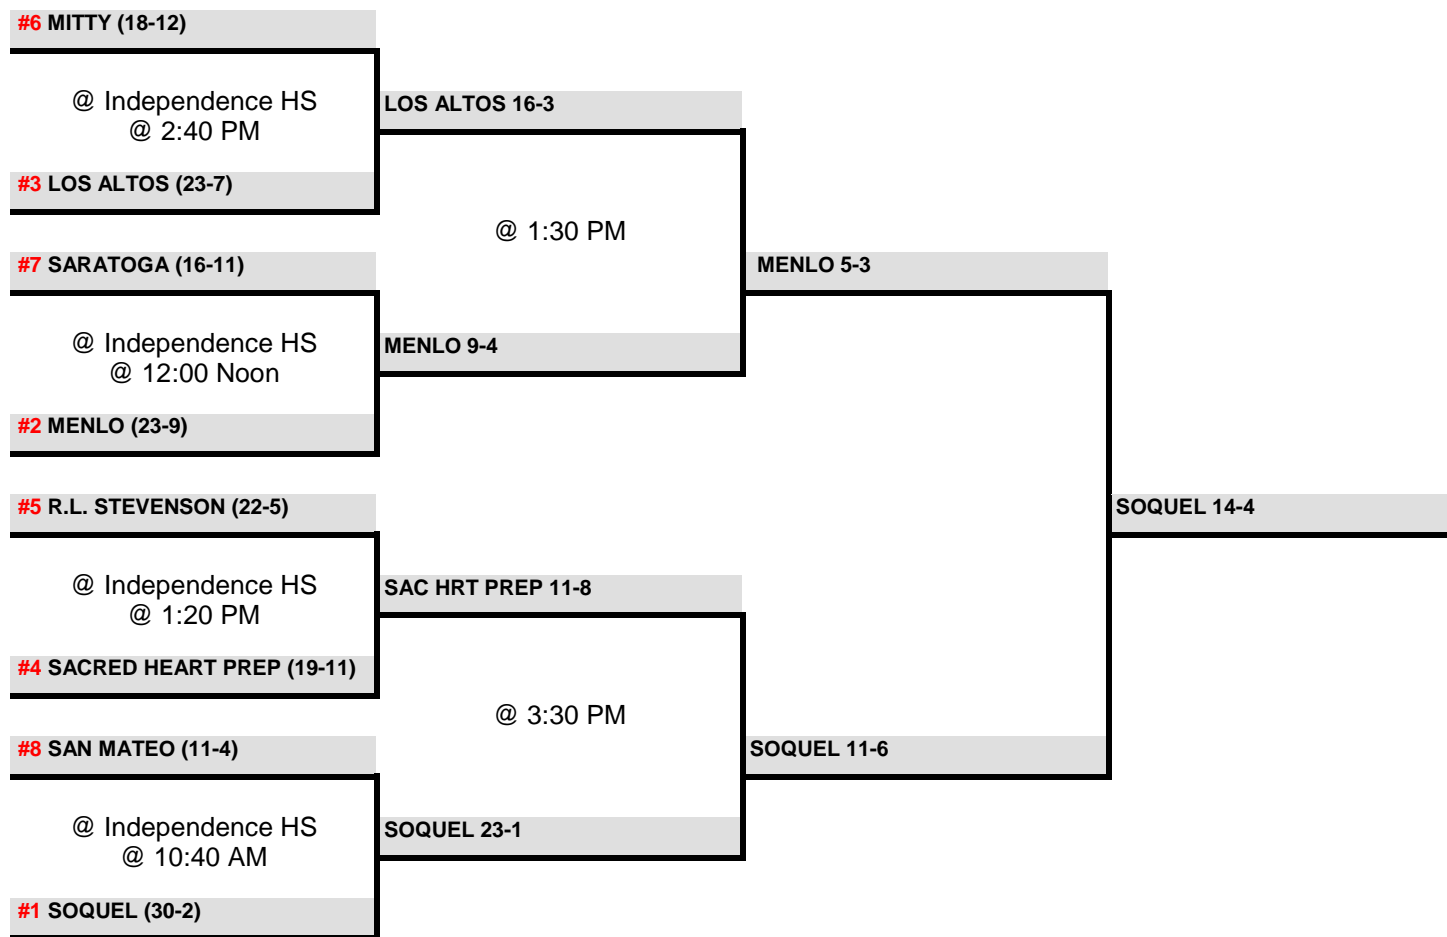 #6 MITTY (18-12)
@ Independence HS
@ 2:40 PM
#3 LOS ALTOS (23-7)
#7 SARATOGA (16-11)
@ Independence HS
@ 12:00 Noon
#2 MENLO (23-9)
#5 R.L. STEVENSON (22-5)
@ Independence HS
@ 1:20 PM
#4 SACRED HEART PREP (19-11)
#8 SAN MATEO (11-4)
@ Independence HS
@ 10:40 AM
#1 SOQUEL (30-2)
LOS ALTOS 16-3
@ 1:30 PM
MENLO 9-4
SAC HRT PREP 11-8
@ 3:30 PM
SOQUEL 23-1
MENLO 5-3
SOQUEL 11-6
SOQUEL 14-4